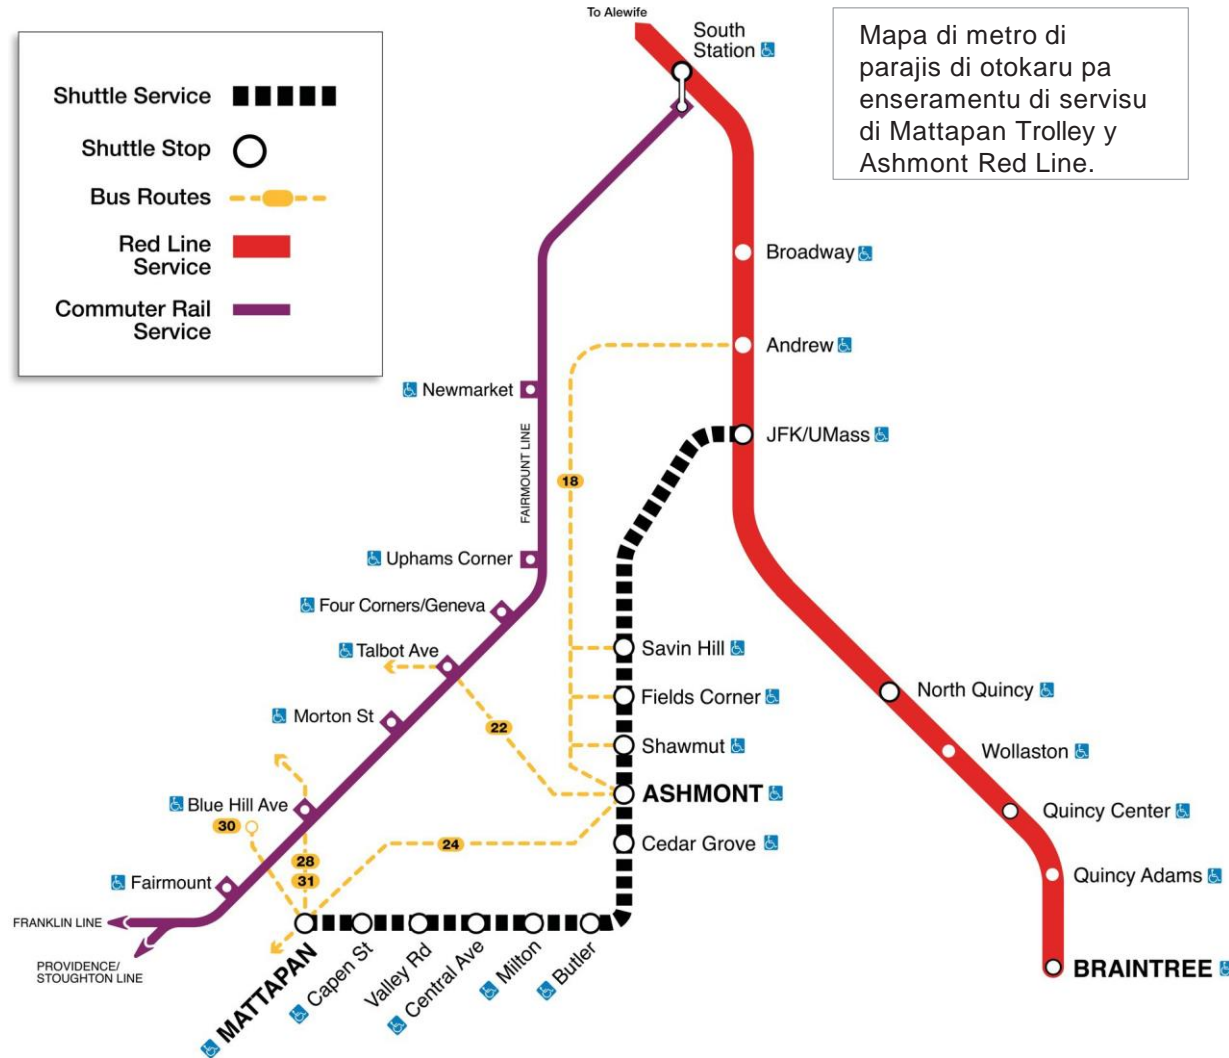 To Alewife
South
Station
Mapa di metro di
parajis di otokaru pa
enseramentu di servisu
di Mattapan Trolley y
Ashmont Red Line.
Shuttle Service
Shuttle Stop
Bus Routes
Red Line
Service
Commuter Rail
Service
Broadway
Andrew
Newmarket
JFK/UMass
FAIRMOUNT LINE
18
Uphams Corner
Four Corners/Geneva
Talbot Ave
Savin Hill
North Quincy
Fields Corner
Morton St
22
Shawmut
Wollaston
ASHMONT
Blue Hill Ave
Quincy Center
30
24
Cedar Grove
28
31
Quincy Adams
Fairmount
FRANKLIN LINE
PROVIDENCE/
STOUGHTON LINE
MATTAPAN
Capen St
Valley Rd
Central Ave
Milton
Butler
BRAINTREE